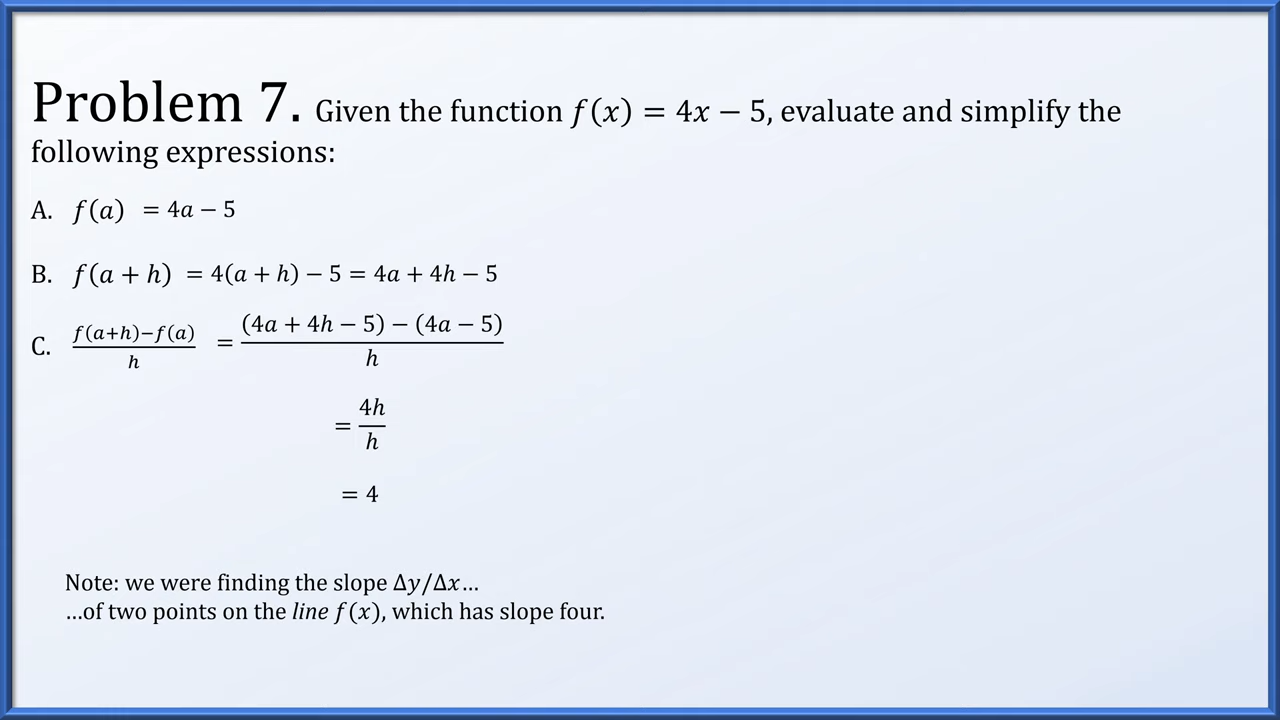 Problem 7. Given the function f(x) = 4x − 5, evaluate and simplify the
following expressions:
A. f(a) = 4a − 5
B. f(a + h) = 4(a + h) − 5 = 4a + 4h − 5
C. f(a+h)−f(a)/h = (4a + 4h − 5) − (4a − 5)/h
= 4h/h
= 4
Note: we were finding the slope Δy/Δx…
…of two points on the line f(x), which has slope four.